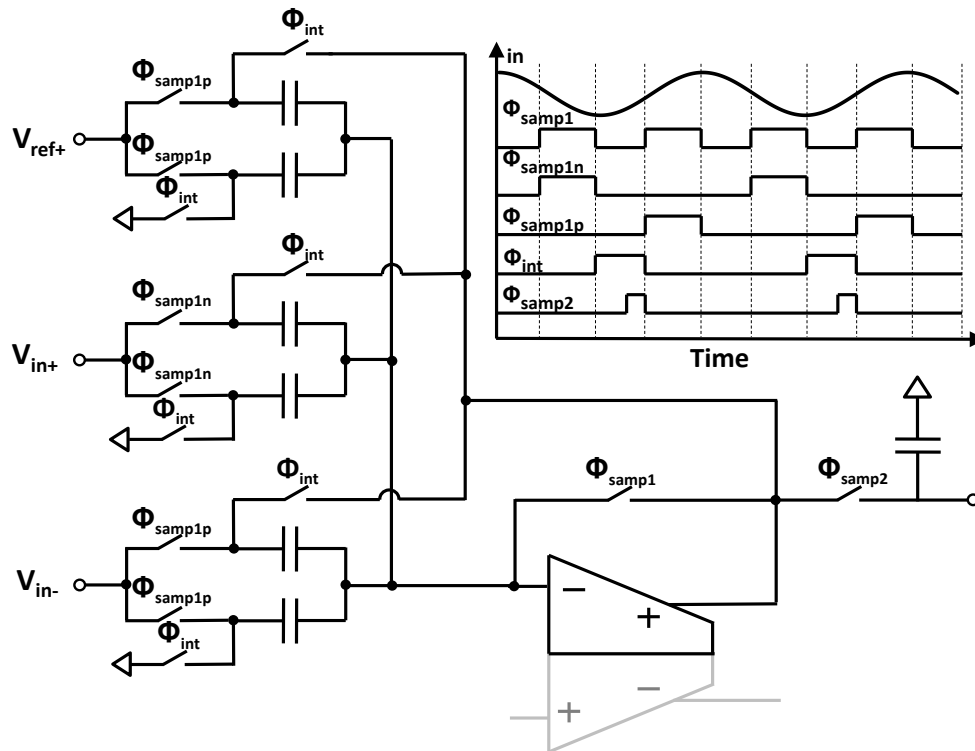 Φint
Φsamp1p
Vref+
Φsamp1p
Φint
Φint
Φsamp1n
Vin+
Φsamp1n
Φint
Φint
Φsamp1p
Vin-
Φsamp1p
Φint
in
Φsamp1
Φsamp1n
Φsamp1p
Φint
Φsamp2
Time
Φsamp1
Φsamp2
−
+
−
+